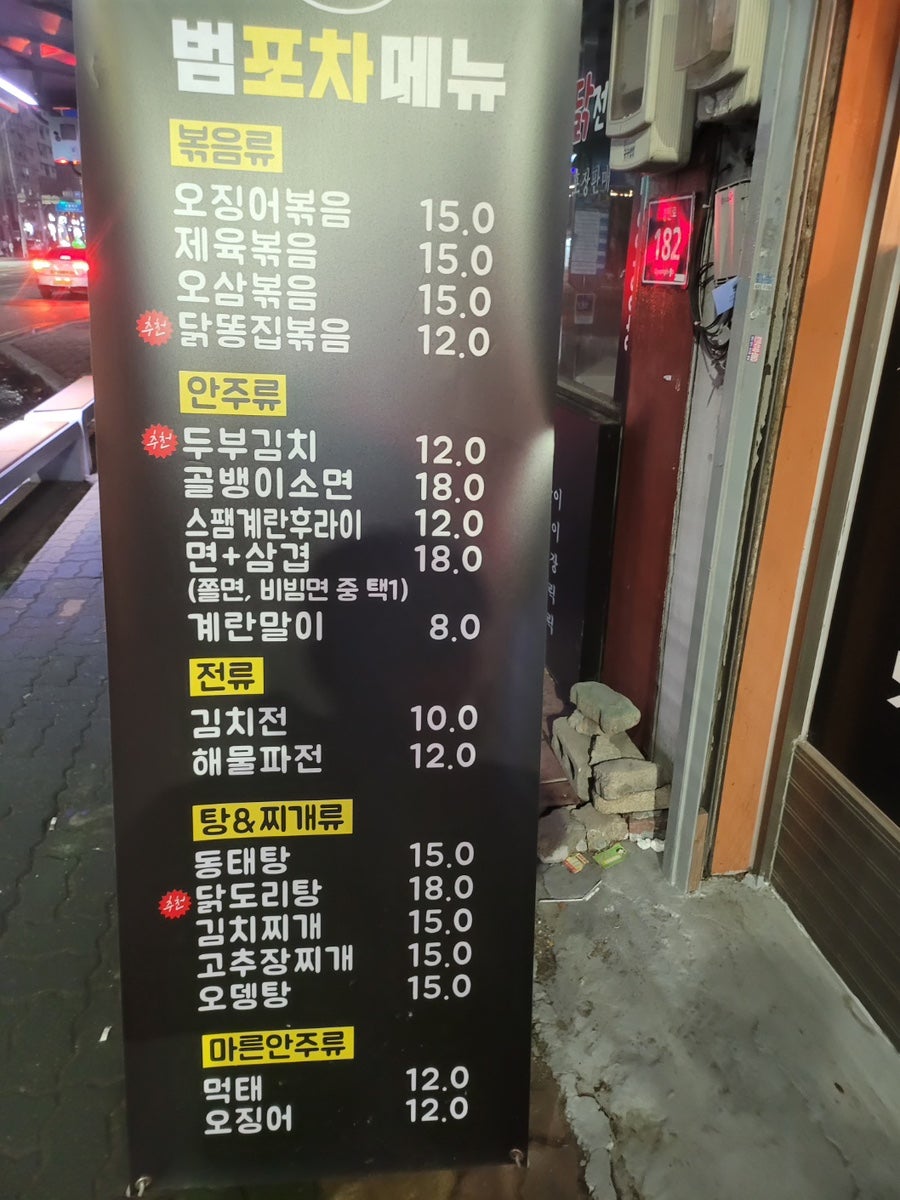 범포차메뉴
볶음류
오징어볶음 15.0
제육볶음 15.0
오삼볶음 15.0
추천 닭똥집볶음 12.0
안주류
추천 두부김치 12.0
골뱅이소면 18.0
스팸계란후라이 12.0
면+삼겹 18.0
(쫄면, 비빔면 중 택1)
계란말이 8.0
전류
김치전 10.0
해물파전 12.0
탕&찌개류
동태탕 15.0
추천 닭도리탕 18.0
김치찌개 15.0
고추장찌개 15.0
오뎅탕 15.0
마른안주류
먹태 12.0
오징어 12.0
182